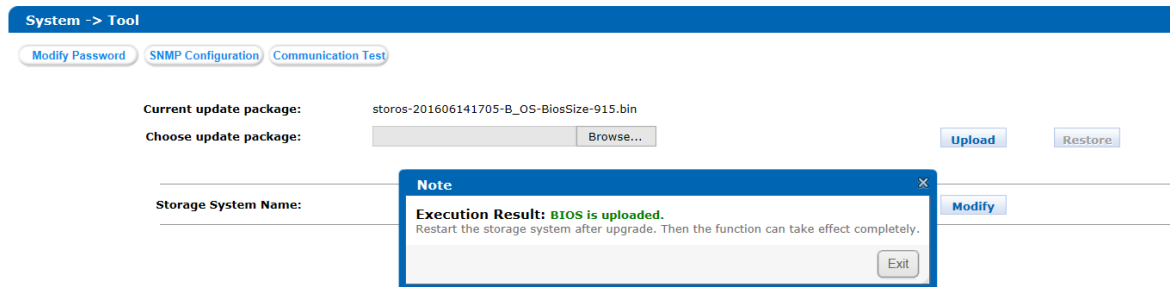 System -> Tool
Modify Password SNMP Configuration Communication Test
Current update package: storos-201606141705-B_OS-BiosSize-915.bin
Choose update package: Browse... Upload Restore
Note
Storage System Name: Modify
Execution Result: BIOS is uploaded.
Restart the storage system after upgrade. Then the function can take effect completely.
Exit